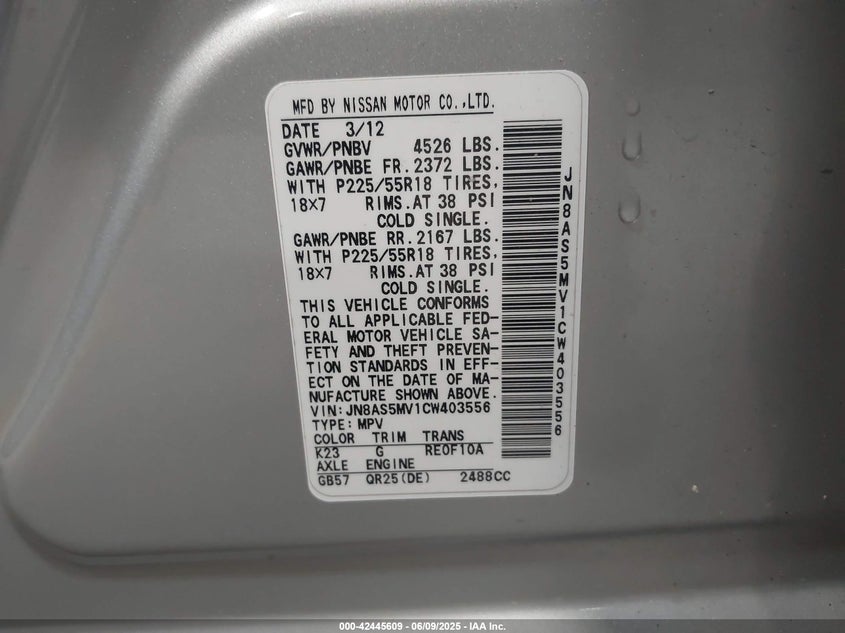 MFD BY NISSAN MOTOR CO.,LTD.
DATE 3/12
GVWR/PNBV 4526 LBS.
GAWR/PNBE FR. 2372 LBS.
WITH P225/55R18 TIRES,
18X7 RIMS. AT 38 PSI
COLD SINGLE.
GAWR/PNBE RR. 2167 LBS.
WITH P225/55R18 TIRES,
18X7 RIMS. AT 38 PSI
COLD SINGLE.
THIS VEHICLE CONFORMS
TO ALL APPLICABLE FED-
ERAL MOTOR VEHICLE SA-
FETY AND THEFT PREVEN-
TION STANDARDS IN EFF-
ECT ON THE DATE OF MA-
NUFACTURE SHOWN ABOVE.
VIN:JN8AS5MV1CW403556
TYPE: MPV
COLOR TRIM TRANS
K23 G RE0F10A
AXLE ENGINE
GB57 QR25(DE) 2488CC
JN8AS5MV1CW403556
000-42445609 - 06/09/2025 - IAA Inc.